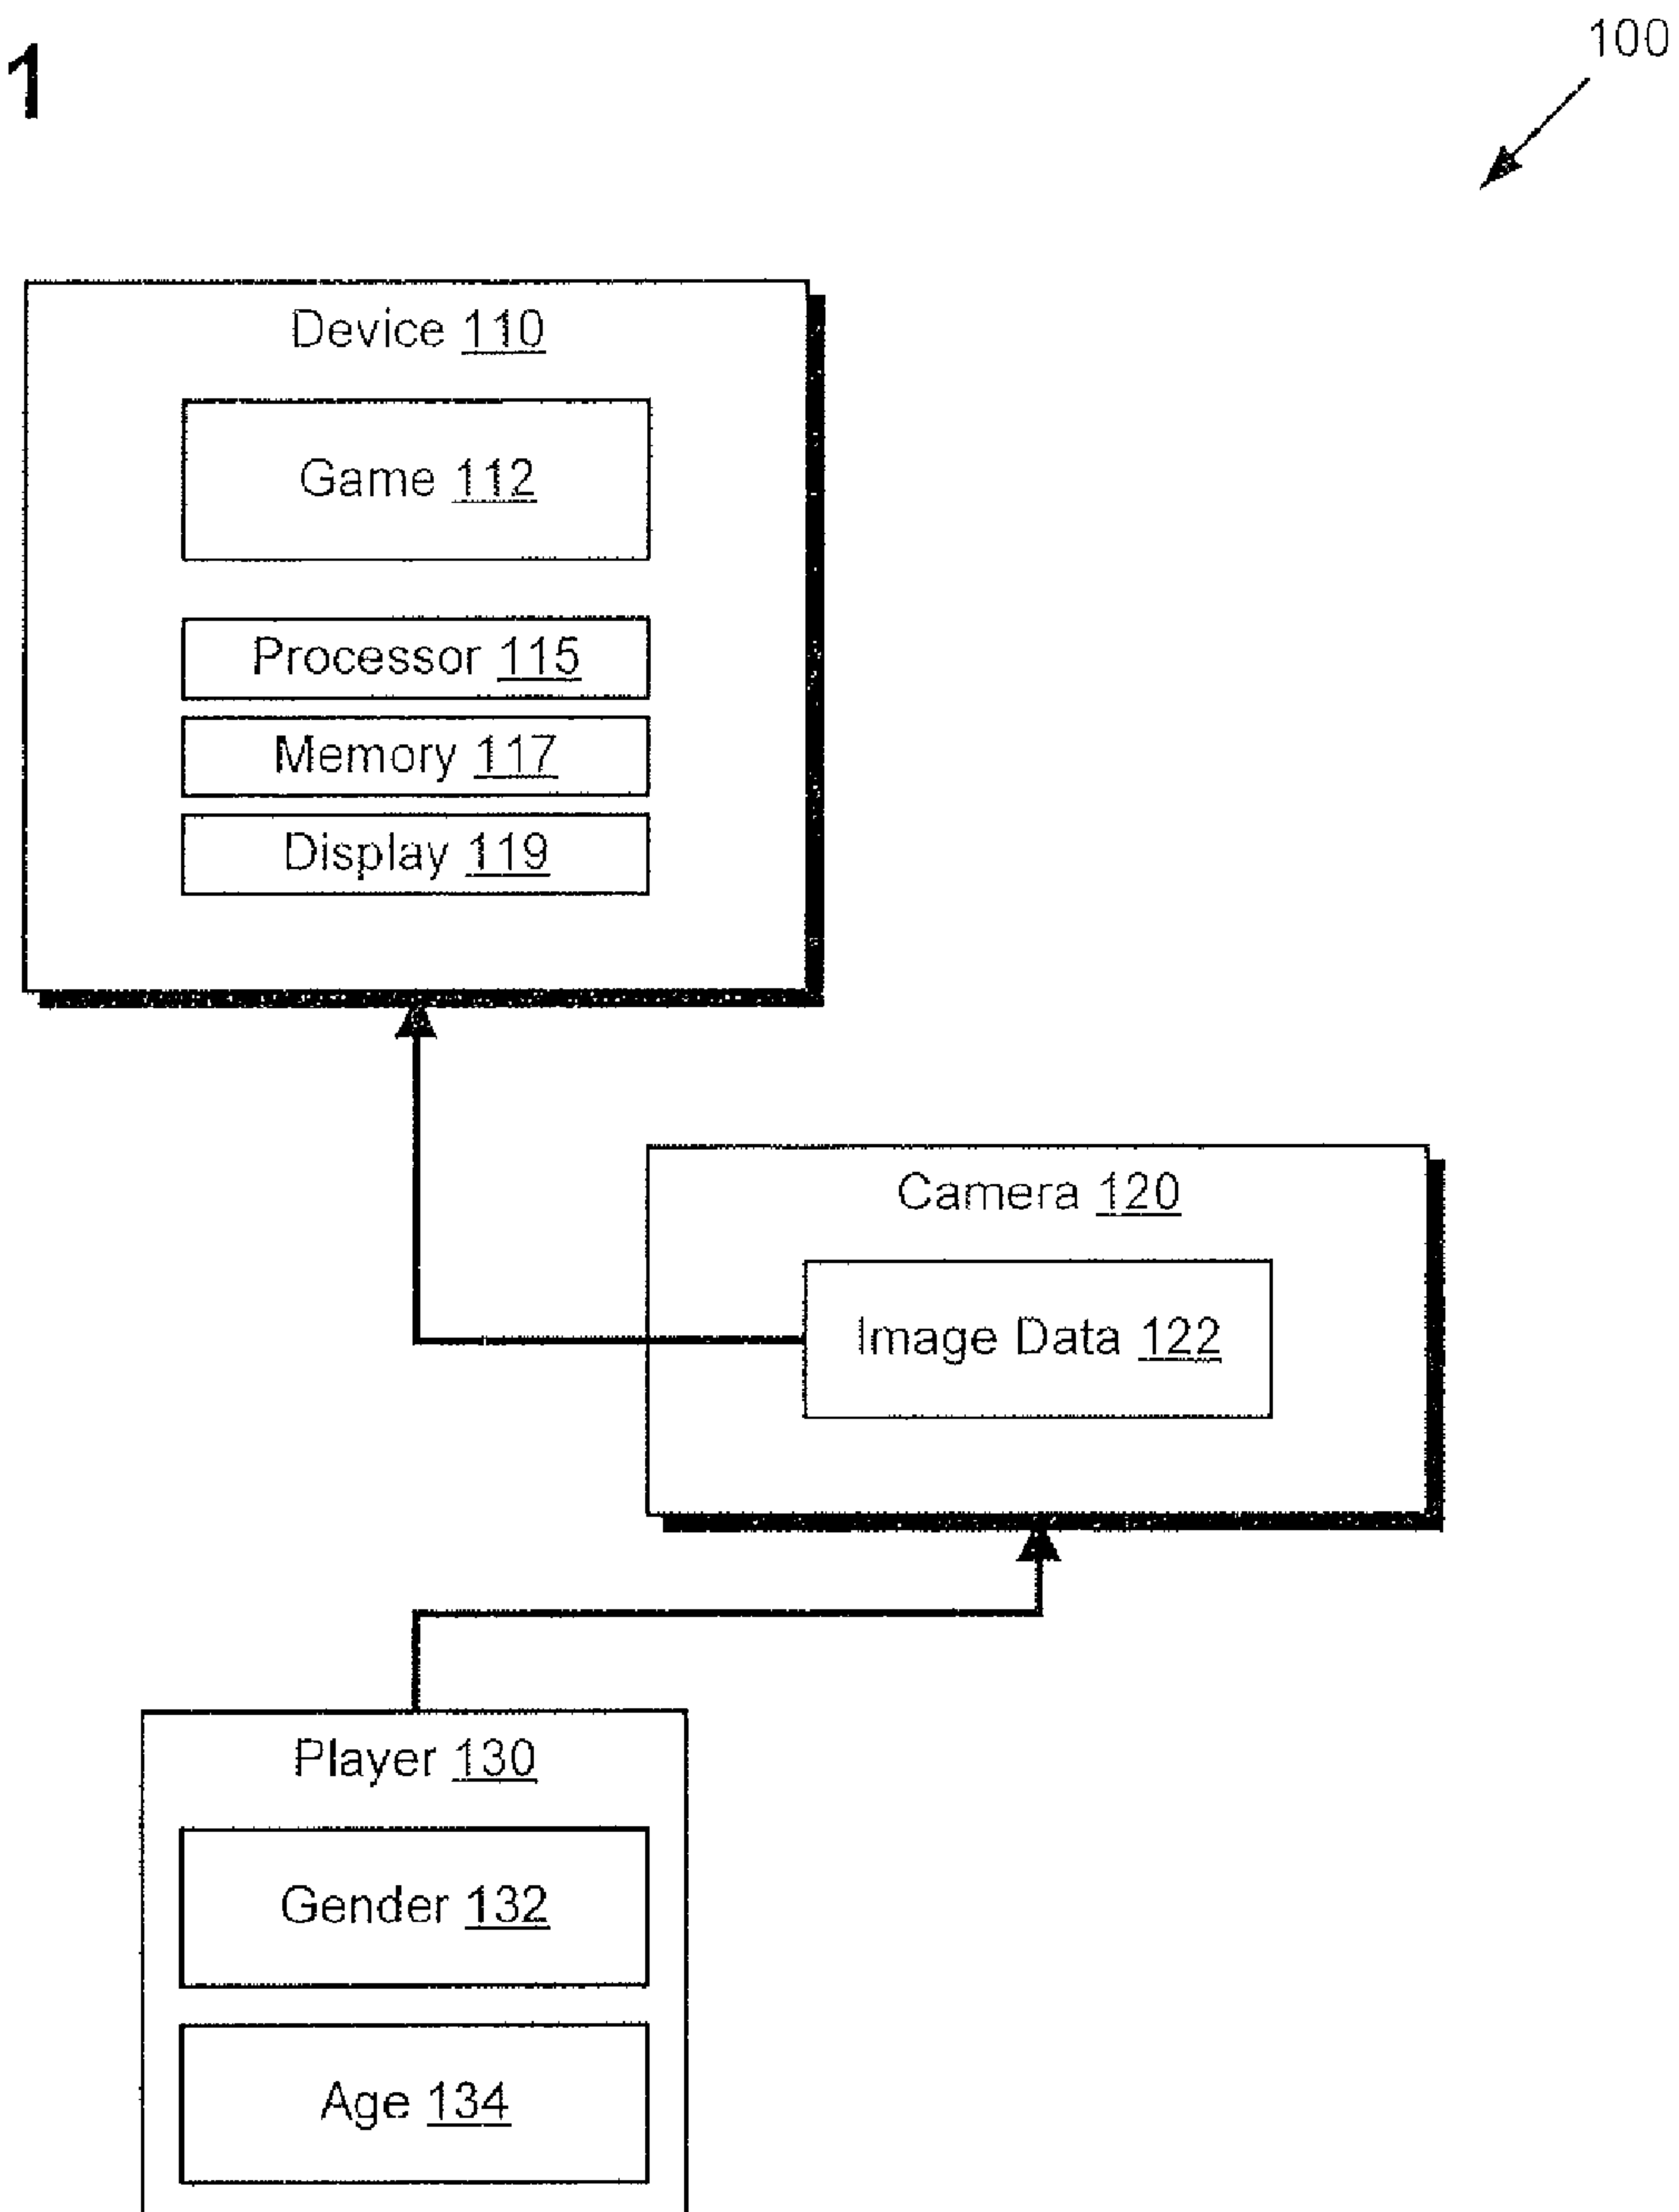 1
100
Device 110
Game 112
Processor 115
Memory 117
Display 119
Camera 120
Image Data 122
Player 130
Gender 132
Age 134